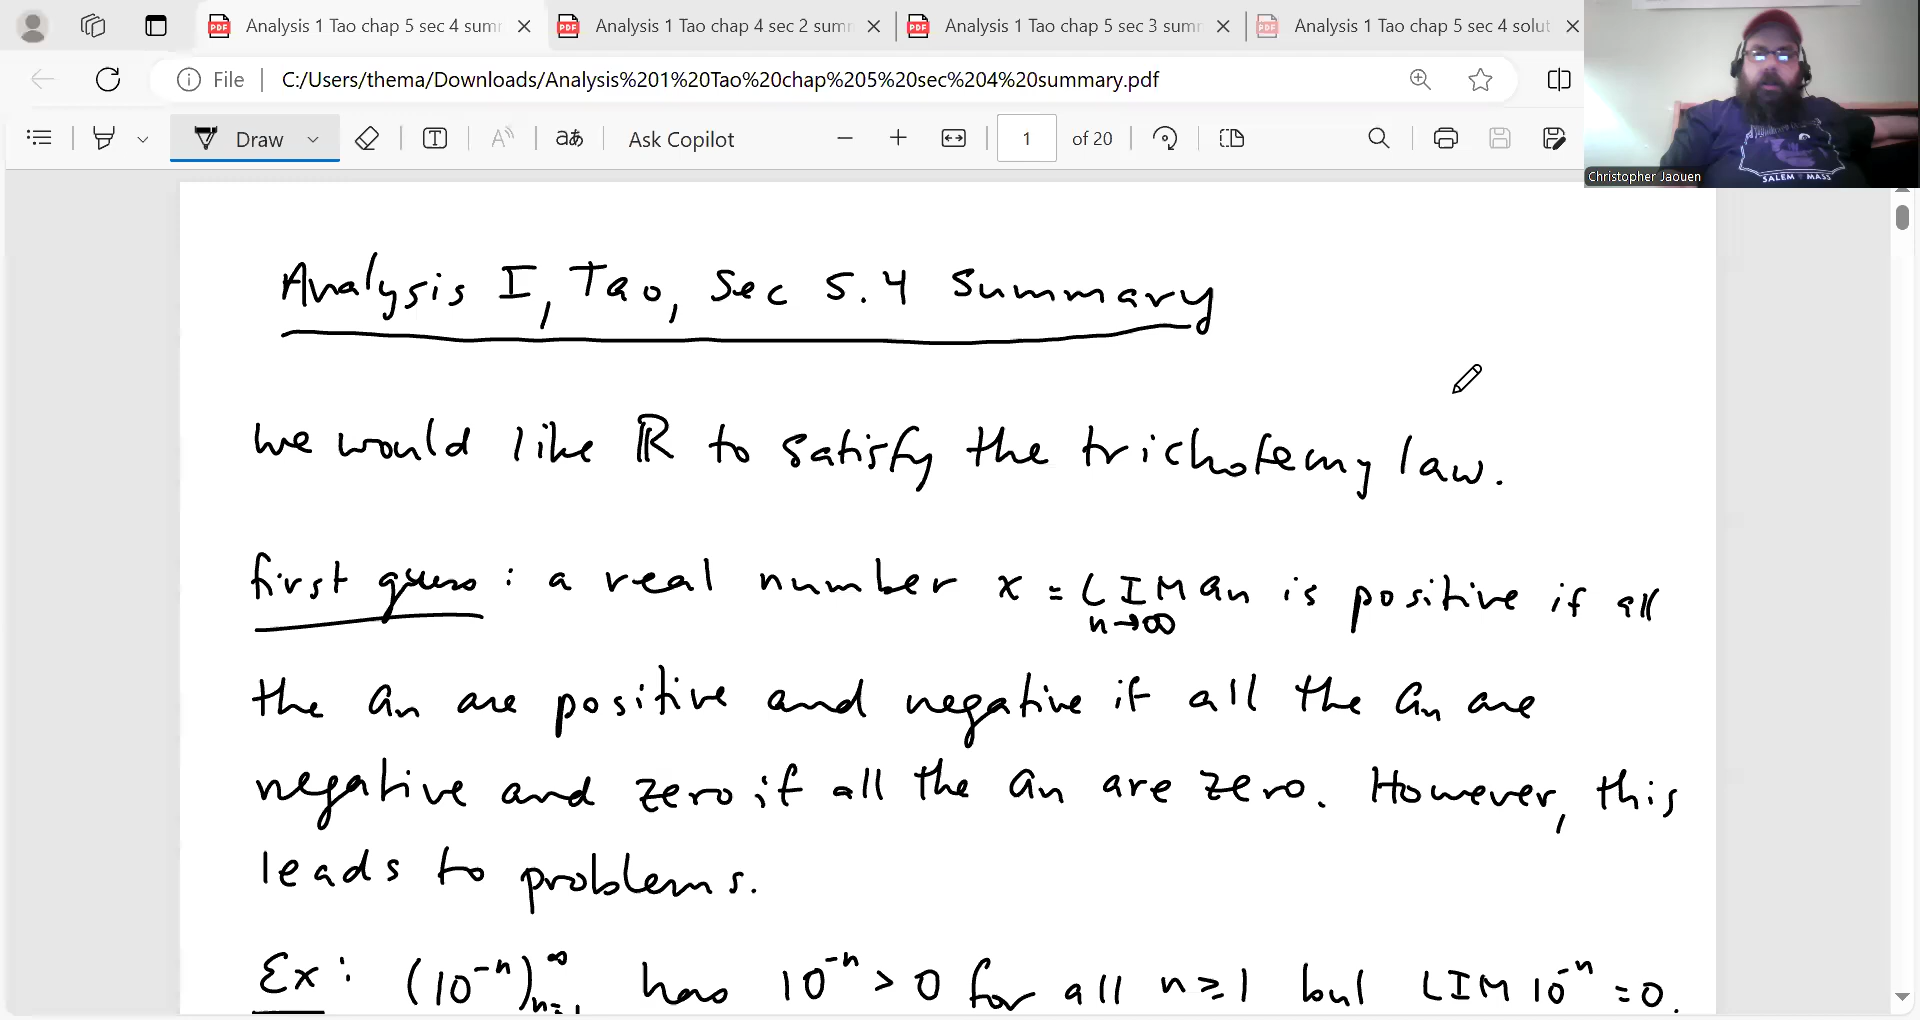 Analysis 1 Tao chap 5 sec 4 sumr
Analysis 1 Tao chap 4 sec 2 sum
Analysis 1 Tao chap 5 sec 3 sumr
Analysis 1 Tao chap 5 sec 4 solut
File
C:/Users/thema/Downloads/Analysis%201%20Tao%20chap%205%20sec%204%20summary.pdf
Draw
Ask Copilot
1 of 20
Christopher Jaouen
SALEM MASS
Analysis I, Tao, Sec 5.4 Summary
We would like ℝ to satisfy the trichotemy law.
first guess : a real number x = LIM an is positive if all
n→∞
the an are positive and negative if all the an are
negative and zero if all the an are zero. However, this
leads to problems.
Ex: (10⁻ⁿ)∞n=1 has 10⁻ⁿ > 0 for all n ≥ 1 but LIM 10⁻ⁿ = 0.